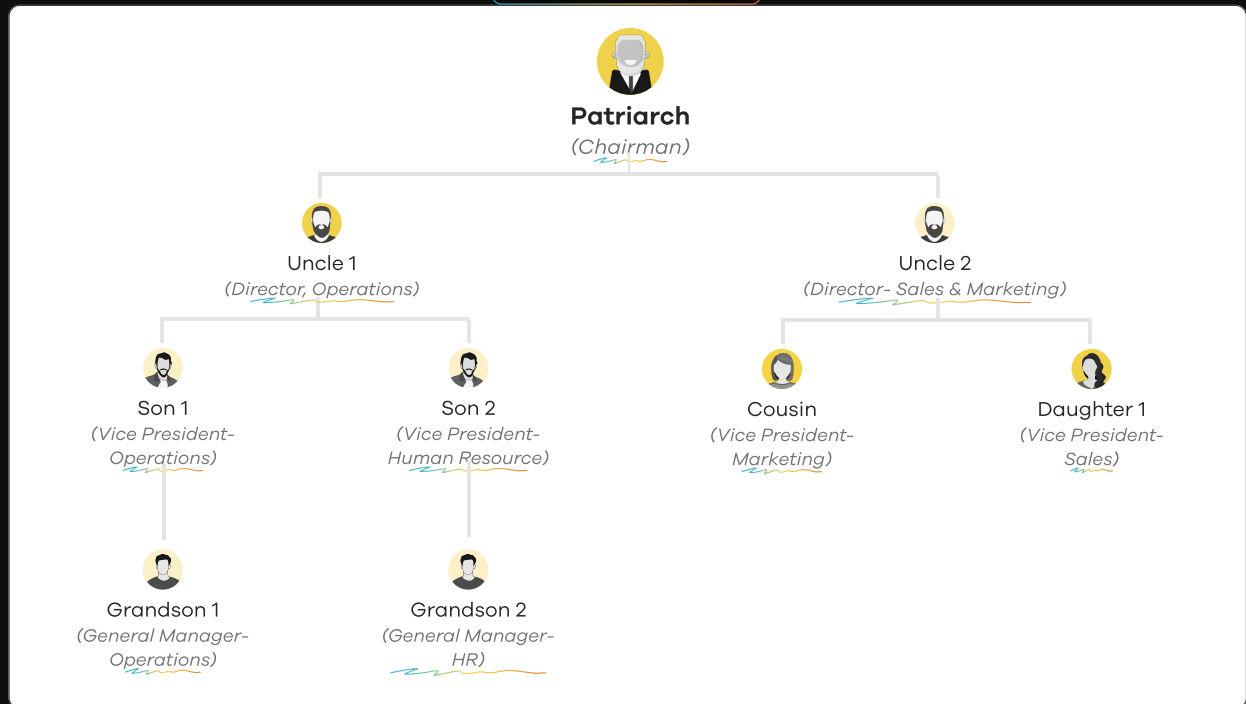 Patriarch
(Chairman)
Uncle 1
(Director, Operations)
Uncle 2
(Director- Sales & Marketing)
Son 1
(Vice President-
Operations)
Son 2
(Vice President-
Human Resource)
Cousin
(Vice President-
Marketing)
Daughter 1
(Vice President-
Sales)
Grandson 1
(General Manager-
Operations)
Grandson 2
(General Manager-
HR)